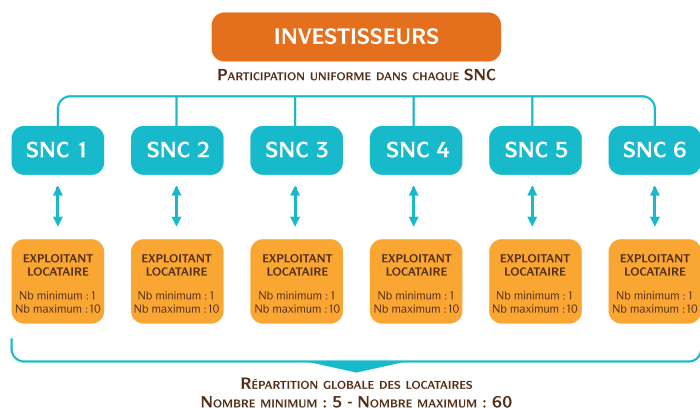 INVESTISSEURS
PARTICIPATION UNIFORME DANS CHAQUE SNC
SNC 1
SNC 2
SNC 3
SNC 4
SNC 5
SNC 6
EXPLOITANT
LOCATAIRE
Nb minimum : 1
Nb maximum : 10
EXPLOITANT
LOCATAIRE
Nb minimum : 1
Nb maximum : 10
EXPLOITANT
LOCATAIRE
Nb minimum : 1
Nb maximum : 10
EXPLOITANT
LOCATAIRE
Nb minimum : 1
Nb maximum : 10
EXPLOITANT
LOCATAIRE
Nb minimum : 1
Nb maximum : 10
EXPLOITANT
LOCATAIRE
Nb minimum : 1
Nb maximum : 10
RÉPARTITION GLOBALE DES LOCATAIRES
NOMBRE MINIMUM : 5 - NOMBRE MAXIMUM : 60